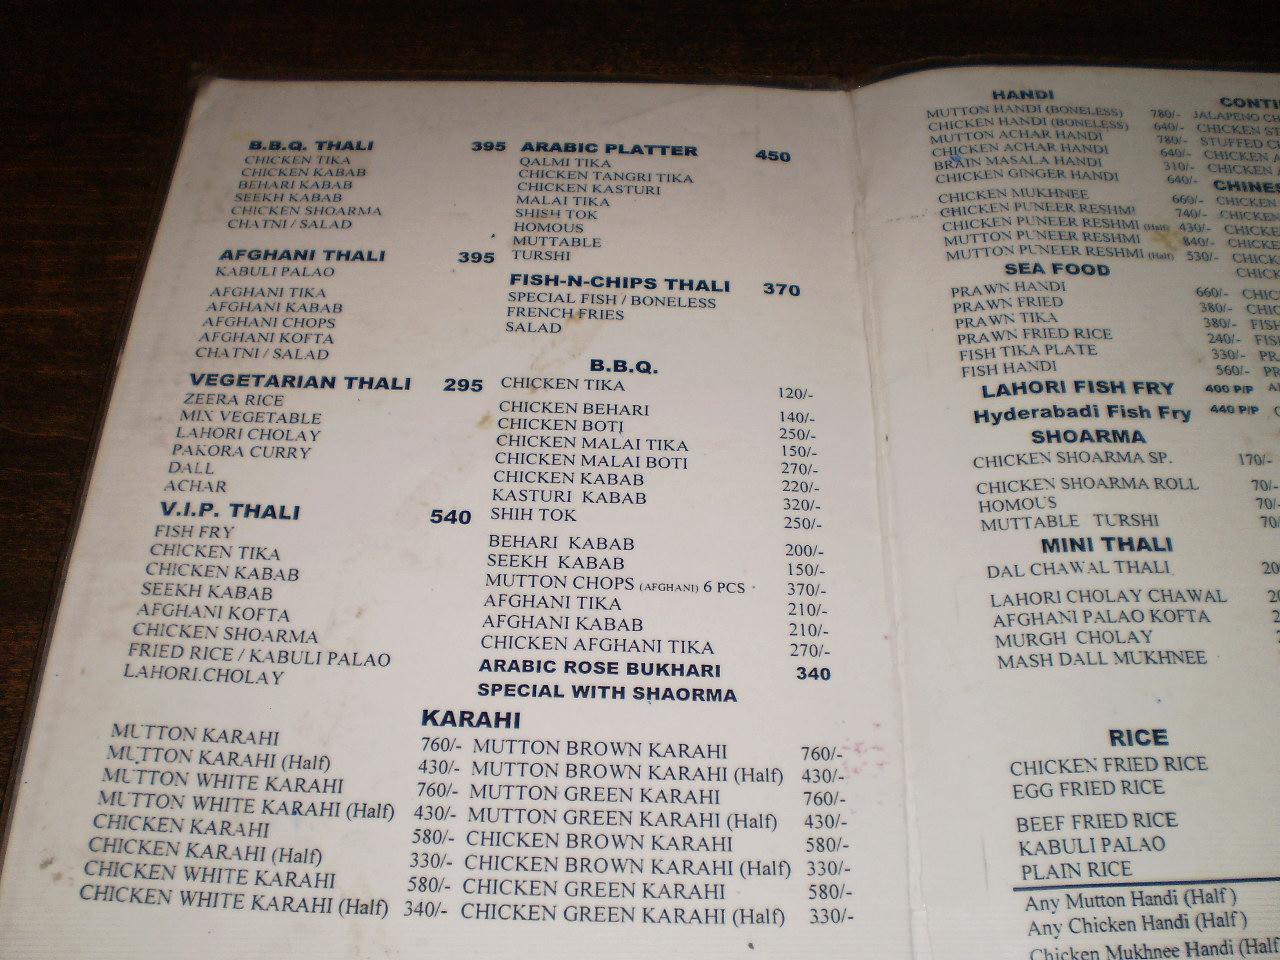 B.B.Q. THALI 395
CHICKEN TIKA
CHICKEN KABAB
BEHARI KABAB
SEEKH KABAB
CHICKEN SHOARMA
CHATNI / SALAD
AFGHANI THALI 395
KABULI PALAO
AFGHANI TIKA
AFGHANI KABAB
AFGHANI CHOPS
AFGHANI KOFTA
CHATNI / SALAD
VEGETARIAN THALI 295
ZEERA RICE
MIX VEGETABLE
LAHORI CHOLAY
PAKORA CURRY
DALL
ACHAR
V.I.P. THALI 540
FISH FRY
CHICKEN TIKA
CHICKEN KABAB
SEEKH KABAB
AFGHANI KOFTA
CHICKEN SHOARMA
FRIED RICE / KABULI PALAO
LAHORI.CHOLAY
ARABIC PLATTER 450
QALMI TIKA
CHICKEN TANGRI TIKA
CHICKEN KASTURI
MALAI TIKA
SHISH TOK
HOMOUS
MUTTABLE
TURSHI
FISH-N-CHIPS THALI 370
SPECIAL FISH / BONELESS
FRENCH FRIES
SALAD
B.B.Q.
CHICKEN TIKA 120/-
CHICKEN BEHARI 140/-
CHICKEN BOTI 250/-
CHICKEN MALAI TIKA 150/-
CHICKEN MALAI BOTI 270/-
CHICKEN KABAB 220/-
KASTURI KABAB 320/-
SHIH TOK 250/-
BEHARI KABAB 200/-
SEEKH KABAB 150/-
MUTTON CHOPS (AFGHANI) 6 PCS 370/-
AFGHANI TIKA 210/-
AFGHANI KABAB 210/-
CHICKEN AFGHANI TIKA 270/-
ARABIC ROSE BUKHARI 340
SPECIAL WITH SHAORMA
KARAHI
MUTTON KARAHI 760/- MUTTON BROWN KARAHI 760/-
MUTTON KARAHI (Half) 430/- MUTTON BROWN KARAHI (Half) 430/-
MUTTON WHITE KARAHI 760/- MUTTON GREEN KARAHI 760/-
MUTTON WHITE KARAHI (Half) 430/- MUTTON GREEN KARAHI (Half) 430/-
CHICKEN KARAHI 580/- CHICKEN BROWN KARAHI 580/-
CHICKEN KARAHI (Half) 330/- CHICKEN BROWN KARAHI (Half) 330/-
CHICKEN WHITE KARAHI 580/- CHICKEN GREEN KARAHI 580/-
CHICKEN WHITE KARAHI (Half) 340/- CHICKEN GREEN KARAHI (Half) 330/-
HANDI
MUTTON HANDI (BONELESS) 780/-
CHICKEN HANDI (BONELESS) 640/-
MUTTON ACHAR HANDI 780/-
CHICKEN ACHAR HANDI 640/-
BRAIN MASALA HANDI 310/-
CHICKEN GINGER HANDI 640/-
CHICKEN MUKHNEE 660/-
CHICKEN PUNEER RESHMI 740/-
CHICKEN PUNEER RESHMI (Half) 430/-
MUTTON PUNEER RESHMI 840/-
MUTTON PUNEER RESHMI (Half) 530/-
SEA FOOD
PRAWN HANDI 660/-
PRAWN FRIED 380/-
PRAWN TIKA 380/-
PRAWN FRIED RICE 240/-
FISH TIKA PLATE 330/-
FISH HANDI 560/-
LAHORI FISH FRY 400 P/P
Hyderabadi Fish Fry 440 P/P
SHOARMA
CHICKEN SHOARMA SP. 170/-
CHICKEN SHOARMA ROLL 70/-
HOMOUS 70/-
MUTTABLE TURSHI 70/
MINI THALI
DAL CHAWAL THALI
LAHORI CHOLAY CHAWAL
AFGHANI PALAO KOFTA
MURGH CHOLAY
MASH DALL MUKHNEE
RICE
CHICKEN FRIED RICE
EGG FRIED RICE
BEEF FRIED RICE
KABULI PALAO
PLAIN RICE
Any Mutton Handi (Half )
Any Chicken Handi (Half )
Chicken Mukhnee Handi (Half
JALAPENO
CHICKEN
STUFFED
CHICKEN
CHICKEN
CHICKEN
CHICKEN
CHICKEN